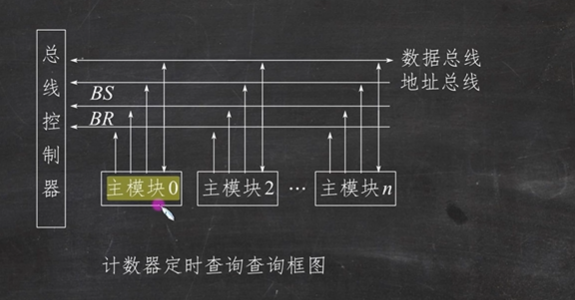 总线控制器
数据总线
地址总线
BS
BR
主模块0
主模块2
…
主模块n
计数器定时查询查询框图